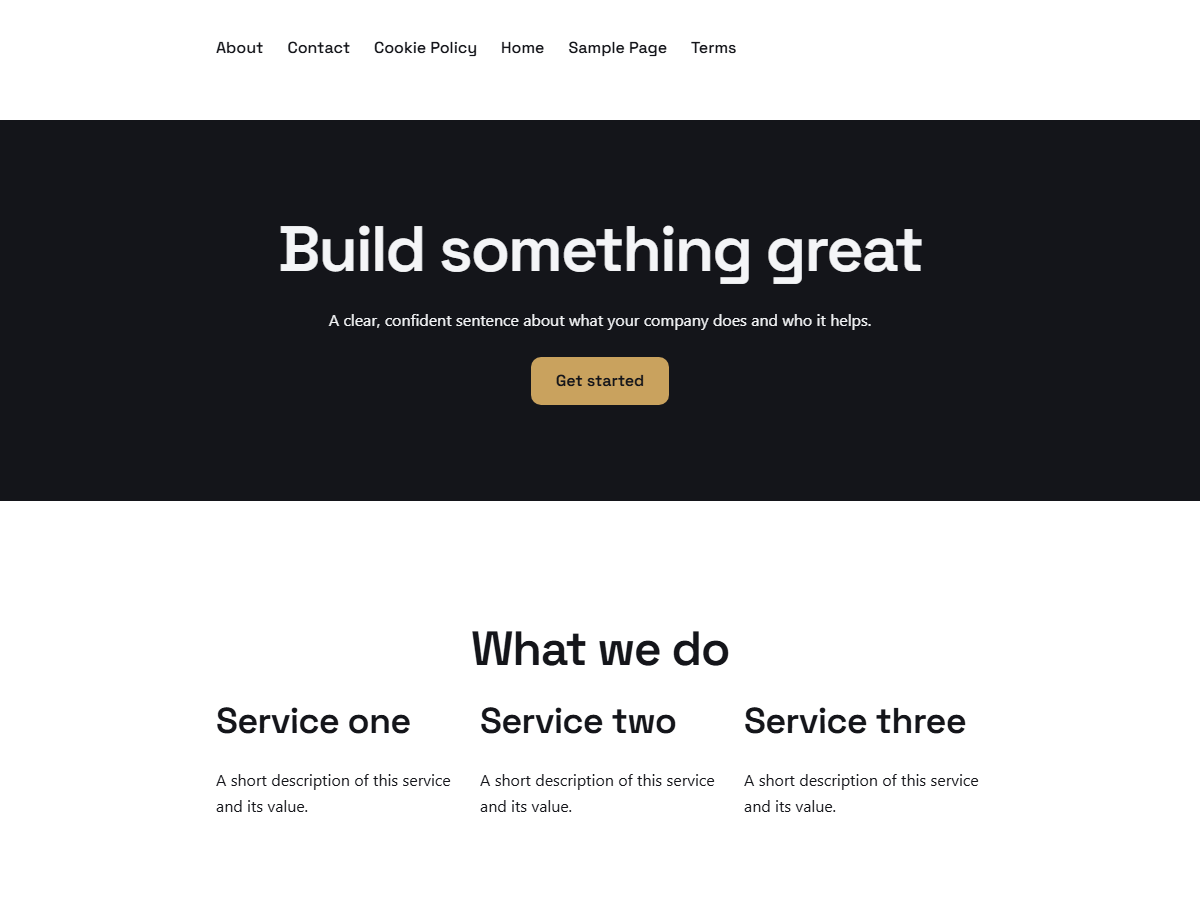 About Contact Cookie Policy Home Sample Page Terms
Build something great
A clear, confident sentence about what your company does and who it helps.
Get started
What we do
Service one
A short description of this service
and its value.
Service two
A short description of this service
and its value.
Service three
A short description of this service
and its value.